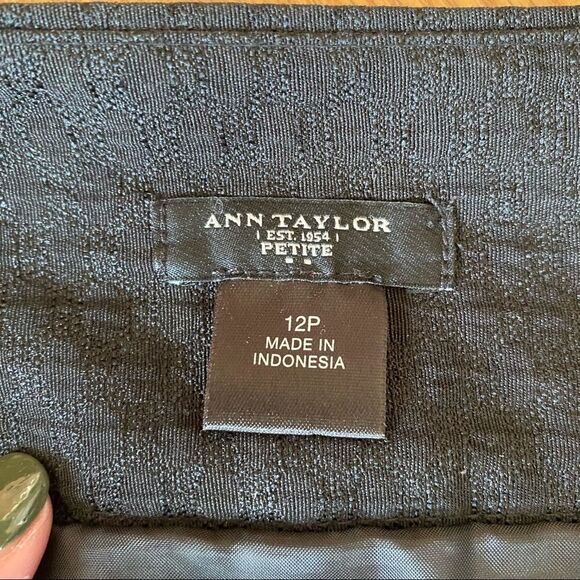 ANN TAYLOR
EST. 1954
PETITE
12P
MADE IN
INDONESIA